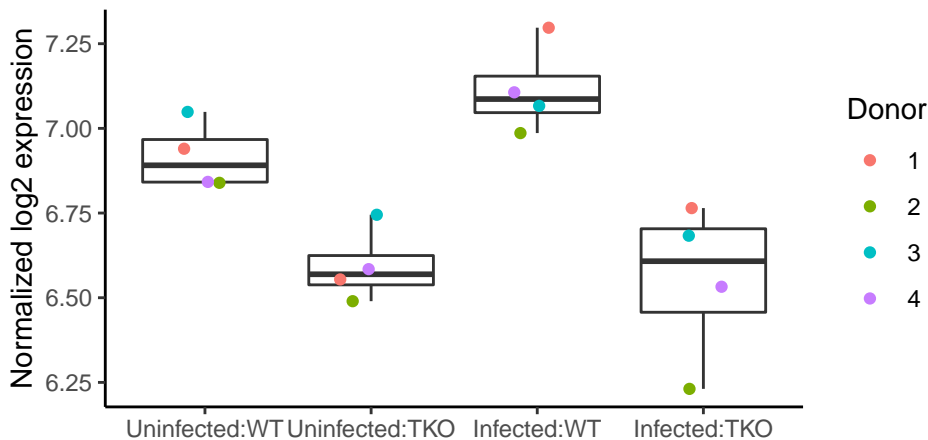 Normalized log2 expression
7.25
7.00
6.75
6.50
6.25
Uninfected:WT
Uninfected:TKO
Infected:WT
Infected:TKO
Donor
1
2
3
4